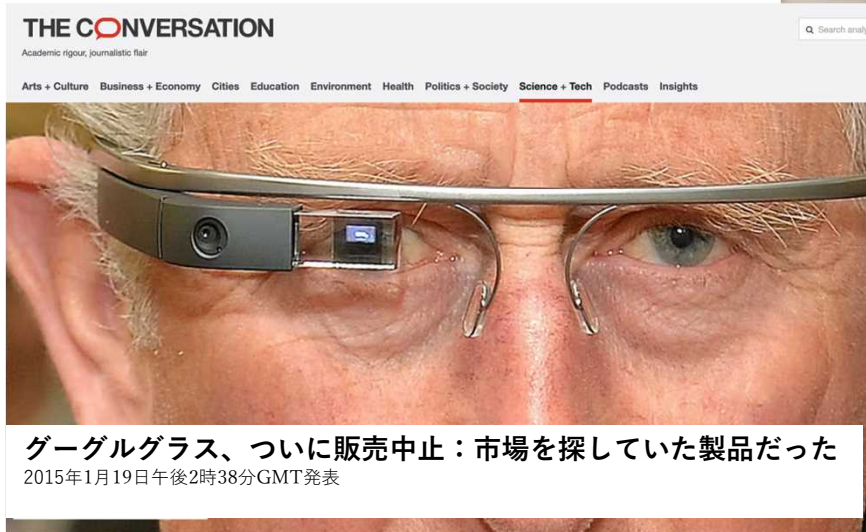 THE CONVERSATION
Academic rigour, journalistic flair
Search analy
Arts + Culture Business + Economy Cities Education Environment Health Politics + Society Science + Tech Podcasts Insights
グーグルグラス、ついに販売中止：市場を探していた製品だった
2015年1月19日午後2時38分GMT発表